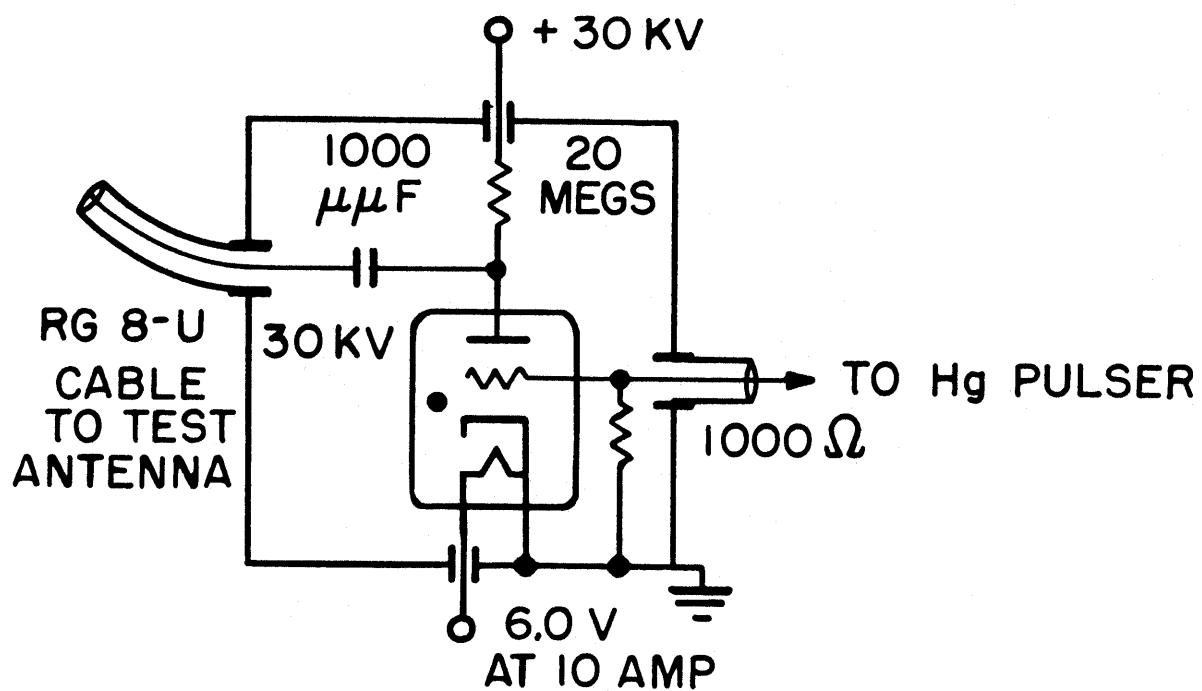 + 30 KV
1000
μμF
20
MEGS
RG 8-U
CABLE
TO TEST
ANTENNA
30 KV
TO Hg PULSER
1000 Ω
6.0 V
AT 10 AMP